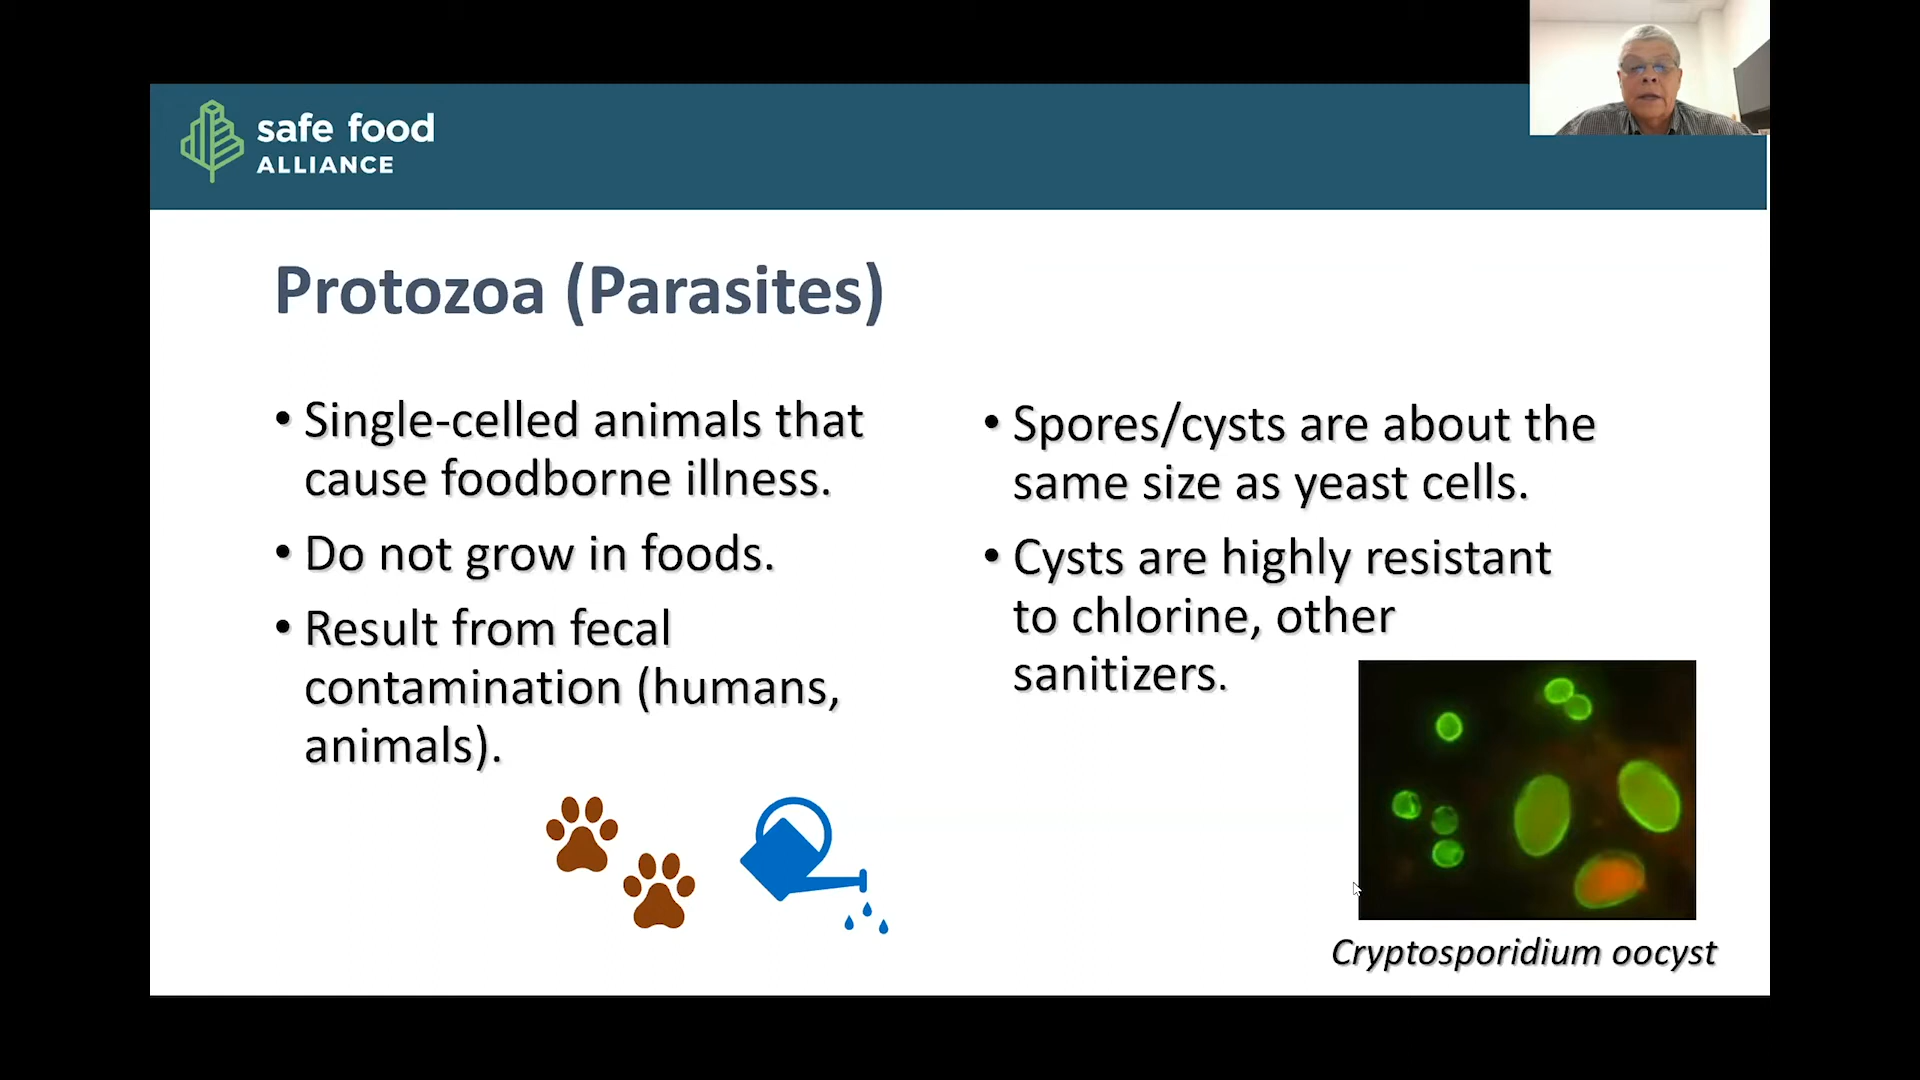 safe food
ALLIANCE
Protozoa (Parasites)
• Single-celled animals that
cause foodborne illness.
• Do not grow in foods.
• Result from fecal
contamination (humans,
animals).
• Spores/cysts are about the
same size as yeast cells.
• Cysts are highly resistant
to chlorine, other
sanitizers.
Cryptosporidium oocyst